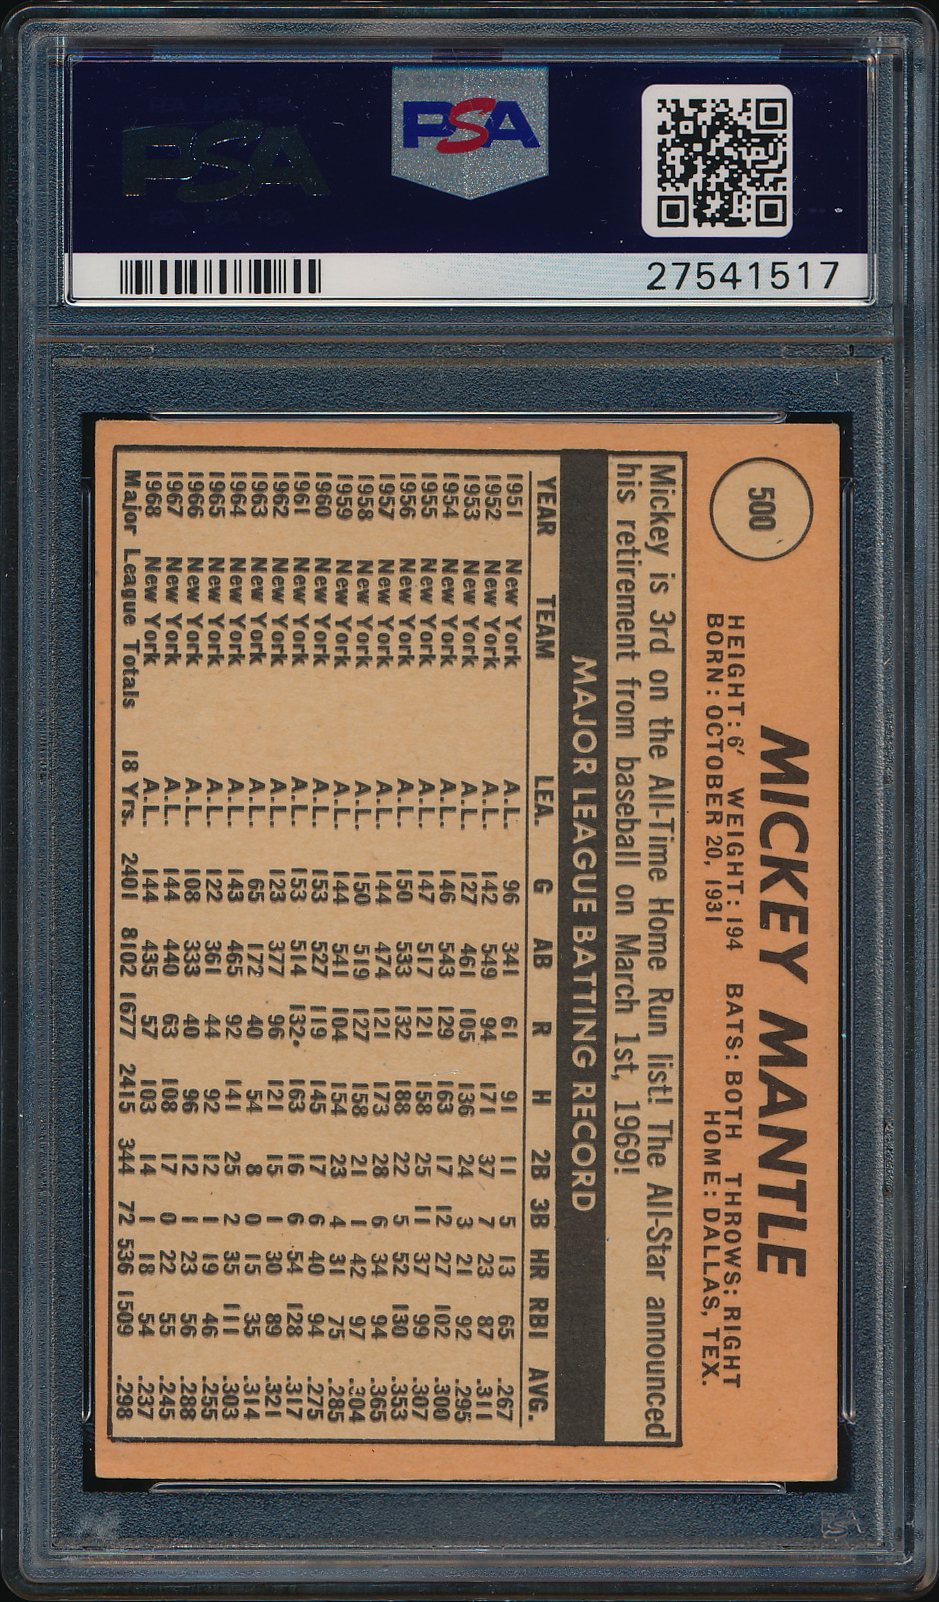 PSA
PSA
27541517
500
MICKEY MANTLE
HEIGHT: 6' WEIGHT: 194 BATS: BOTH THROWS: RIGHT
BORN: OCTOBER 20, 1931 HOME: DALLAS, TEX.
Mickey is 3rd on the All-Time Home Run list! The All-Star announced
his retirement from baseball on March 1st, 1969!
MAJOR LEAGUE BATTING RECORD
YEAR TEAM LEA. G AB R H 2B 3B HR RBI AVG.
1951 New York A.L. 96 341 61 91 11 5 13 65 .267
1952 New York A.L. 142 549 94 171 37 7 23 87 .311
1953 New York A.L. 127 461 105 136 24 3 21 92 .295
1954 New York A.L. 146 543 129 163 17 12 27 102 .300
1955 New York A.L. 147 517 121 158 25 11 37 99 .307
1956 New York A.L. 150 533 132 188 22 5 52 130 .353
1957 New York A.L. 144 474 121 173 28 6 34 94 .365
1958 New York A.L. 150 519 127 158 21 1 42 97 .304
1959 New York A.L. 144 541 104 154 23 4 31 75 .285
1960 New York A.L. 153 527 119 145 17 6 40 94 .275
1961 New York A.L. 153 514 132• 163 16 6 54 128 .317
1962 New York A.L. 123 377 96 121 15 1 30 89 .321
1963 New York A.L. 65 172 40 54 8 0 15 35 .314
1964 New York A.L. 143 465 92 141 25 2 35 111 .303
1965 New York A.L. 122 361 44 92 12 1 19 46 .255
1966 New York A.L. 108 333 40 96 12 1 23 56 .288
1967 New York A.L. 144 440 63 108 17 0 22 55 .245
1968 New York A.L. 144 435 57 103 14 1 18 54 .237
Major League Totals 18 Yrs. 2401 8102 1677 2415 344 72 536 1509 .298